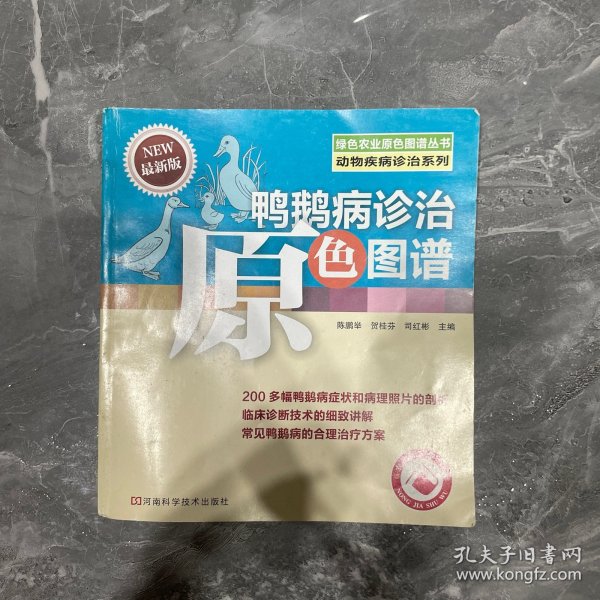 NEW
最新版
绿色农业原色图谱丛书
动物疾病诊治系列
鸭鹅病诊治
原色图谱
陈鹏举 贺桂芬 司红彬 主编
200多幅鸭鹅病症状和病理照片的剖析
临床诊断技术的细致讲解
常见鸭鹅病的合理治疗方案
NONG JIA SHU WU
河南科学技术出版社
孔夫子旧书网
www.kongfz.com